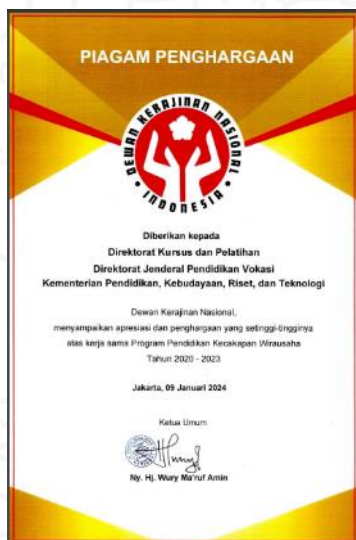 PIAGAM PENGHARGAAN
DEWAN KERAJINAN NASIONAL
INDONESIA
Diberikan kepada
Direktorat Kursus dan Pelatihan
Direktorat Jenderal Pendidikan Vokasi
Kementerian Pendidikan, Kebudayaan, Riset, dan Teknologi
Dewan Kerajinan Nasional,
menyampaikan apresiasi dan penghargaan yang setinggi-tingginya
atas kerja sama Program Pendidikan Kecakapan Wirausaha
Tahun 2020 - 2023
Jakarta, 09 Januari 2024
Ketua Umum
Ny. Hj. Wury Ma'ruf Amin